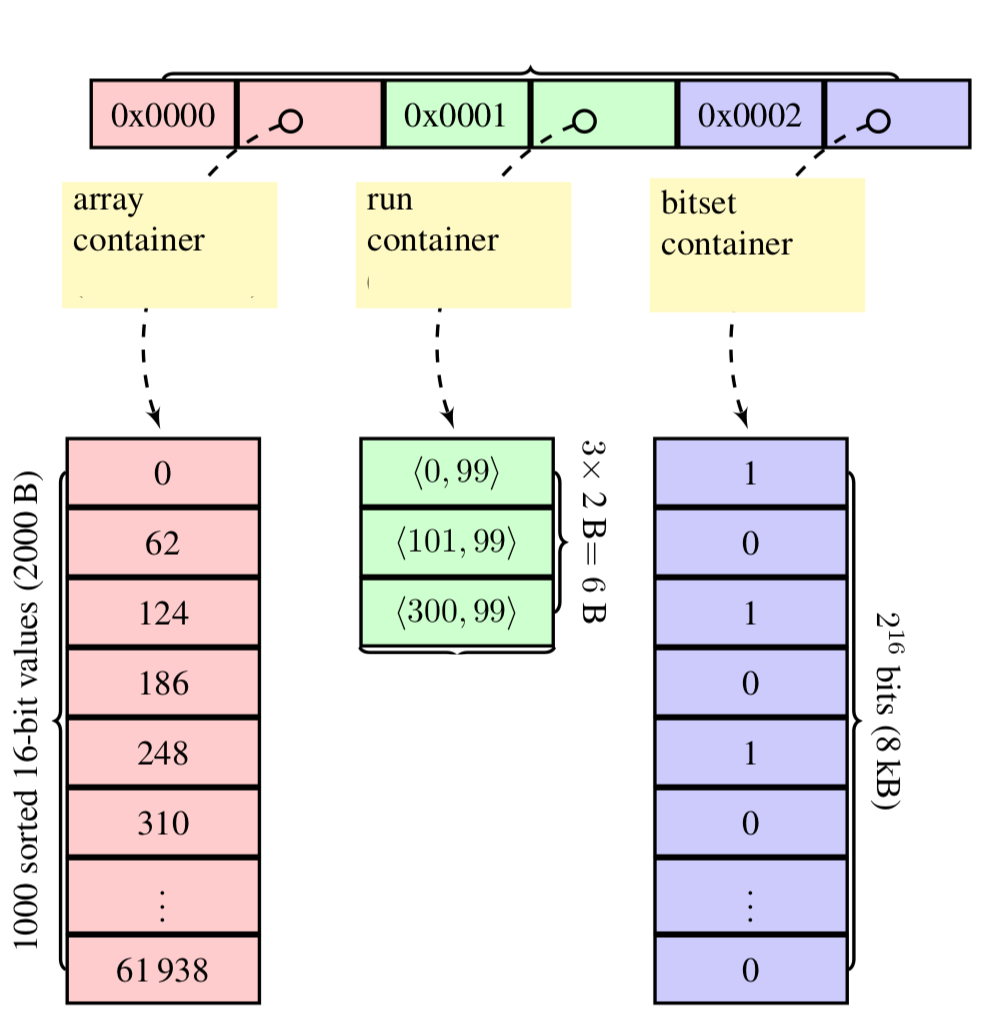 0x0000 0x0001 0x0002
array
container
run
container
bitset
container
1000 sorted 16-bit values (2000 B)
0
62
124
186
248
310
⋮
61 938
⟨0, 99⟩
⟨101, 99⟩
⟨300, 99⟩
3× 2 B= 6 B
1
0
1
0
1
0
⋮
0
2¹⁶ bits (8 kB)